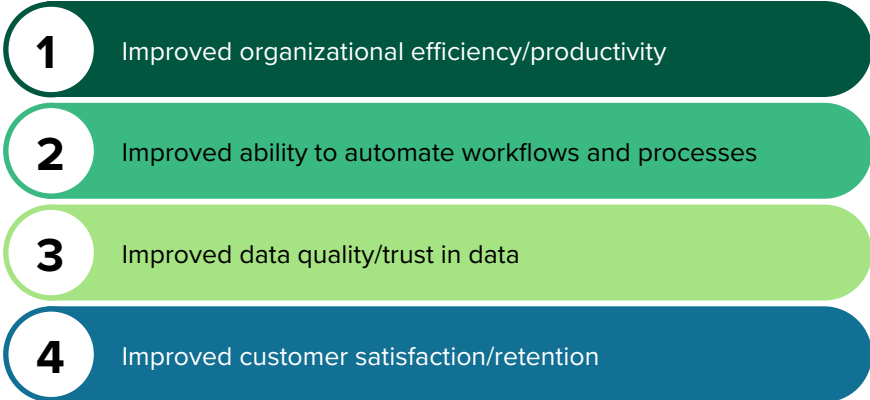 1 Improved organizational efficiency/productivity
2 Improved ability to automate workflows and processes
3 Improved data quality/trust in data
4 Improved customer satisfaction/retention